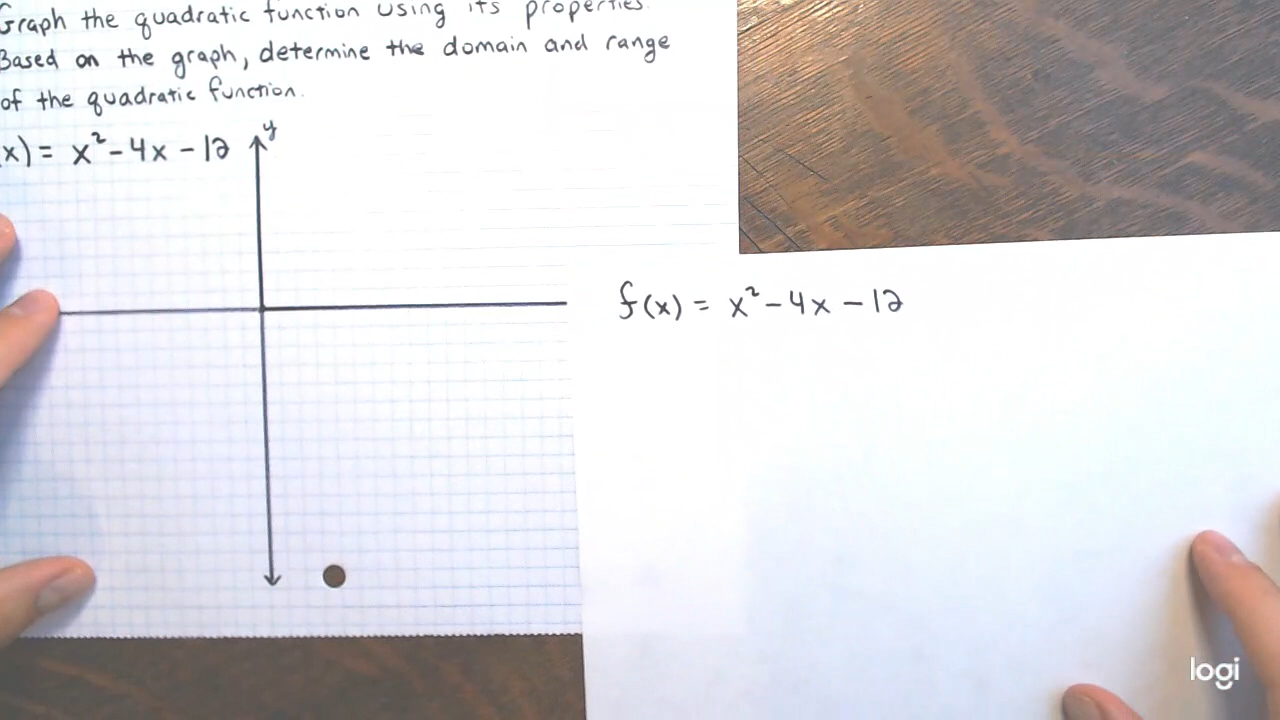 Graph the quadratic function using its properties.
Based on the graph, determine the domain and range
of the quadratic function.
x) = x² - 4x - 12
y
f(x) = x² - 4x - 12
logi